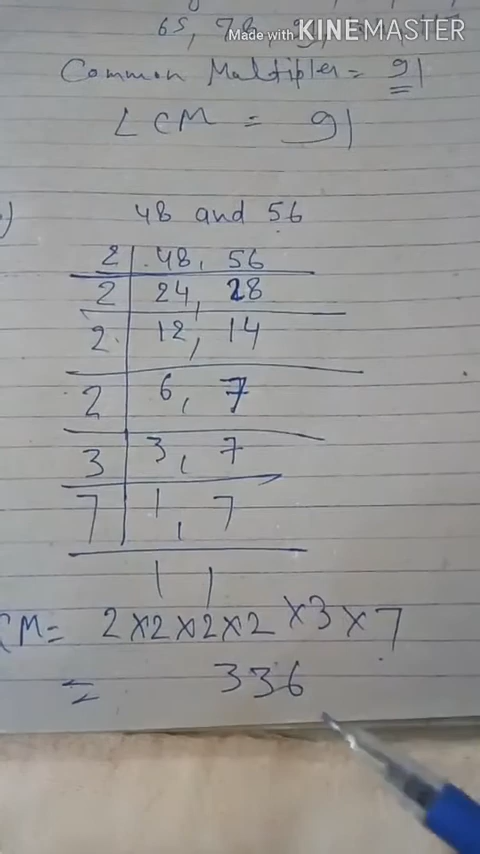 65, 78, 91,
Made with KINEMASTER
Common Multiples = 91
LCM = 91
48 and 56
2 | 48, 56
2 | 24, 28
2 | 12, 14
2 | 6, 7
3 | 3, 7
7 | 1, 7
1, 1
CM = 2 x 2 x 2 x 2 x 3 x 7
= 336